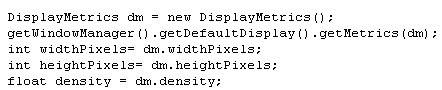 DisplayMetrics dm = new DisplayMetrics();
getWindowManager().getDefaultDisplay().getMetrics(dm);
int widthPixels= dm.widthPixels;
int heightPixels= dm.heightPixels;
float density = dm.density;